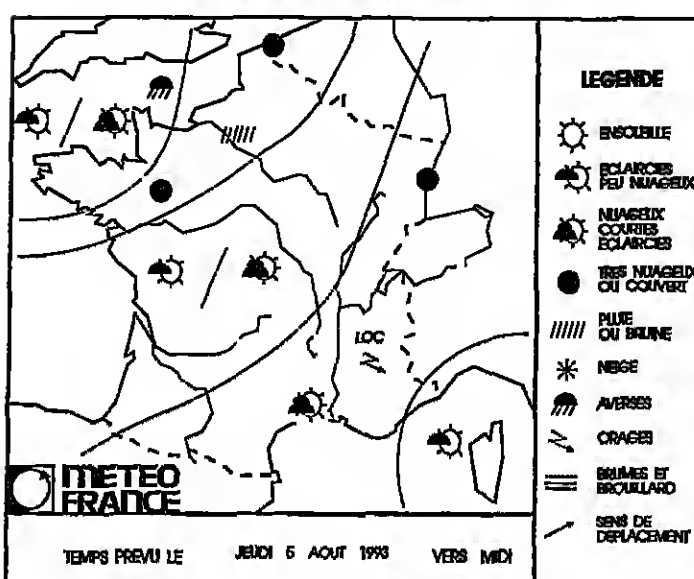 LEGENDE
ENSOLEILLE
ECLAIRCIES
PEU NUAGEUX
NUAGEUX
COURTES
ECLAIRCIES
TRES NUAGEUX
OU COUVERT
PLUIE
OU BRUINE
NEIGE
AVERSES
ORAGES
BRUMES ET
BROUILLARD
SENS DE
DEPLACEMENT
LOC
METEO
FRANCE
TEMPS PREVU LE JEUDI 5 AOUT 1993 VERS MIDI